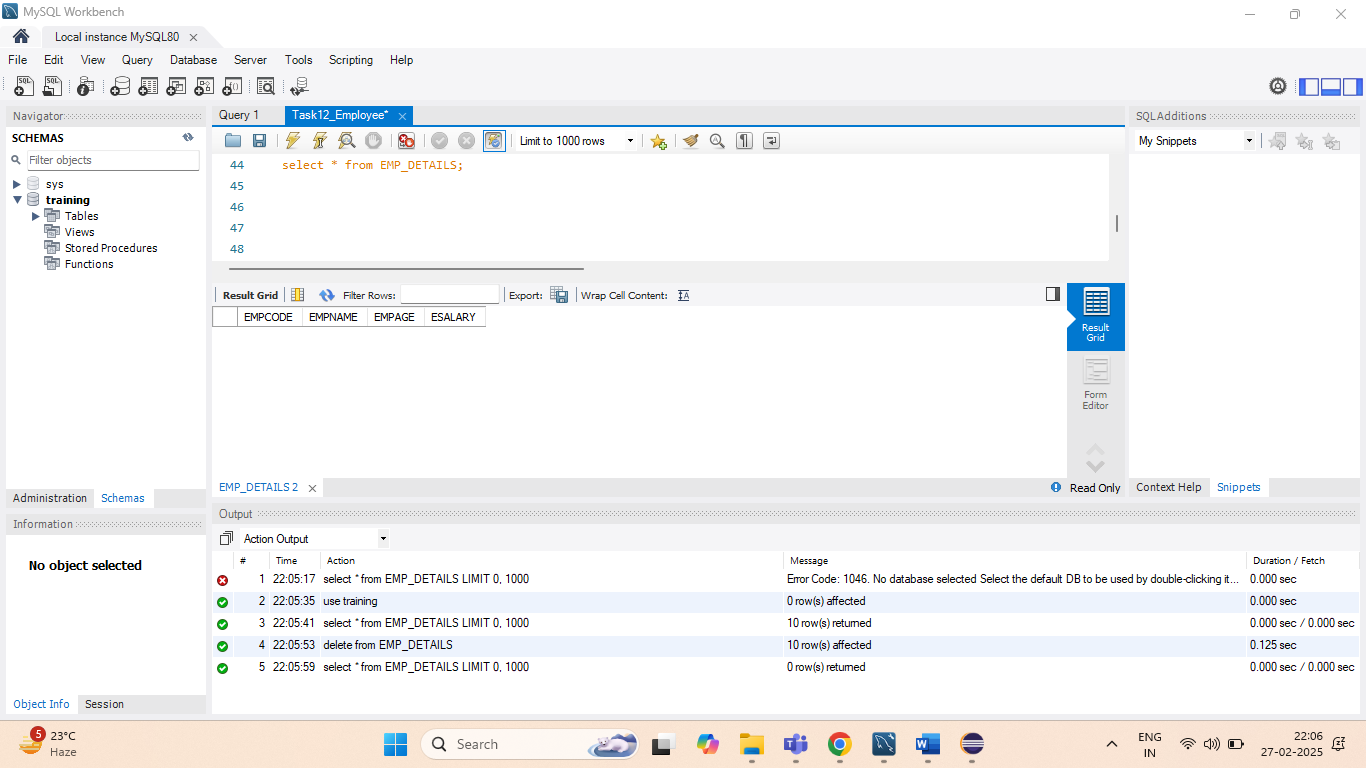 MySQL Workbench
Local instance MySQL80
File Edit View Query Database Server Tools Scripting Help
Navigator
SCHEMAS
Filter objects
sys
training
Tables
Views
Stored Procedures
Functions
Administration Schemas
Information
No object selected
Object Info Session
Query 1 Task12_Employee*
Limit to 1000 rows
44 select * from EMP_DETAILS;
45
46
47
48
Result Grid Filter Rows: Export: Wrap Cell Content:
EMPCODE EMPNAME EMPAGE ESALARY
Result
Grid
Form
Editor
EMP_DETAILS 2
Read Only
SQLAdditions
My Snippets
Context Help Snippets
Output
Action Output
# Time Action Message Duration / Fetch
1 22:05:17 select * from EMP_DETAILS LIMIT 0, 1000 Error Code: 1046. No database selected Select the default DB to be used by double-clicking it... 0.000 sec
2 22:05:35 use training 0 row(s) affected 0.000 sec
3 22:05:41 select * from EMP_DETAILS LIMIT 0, 1000 10 row(s) returned 0.000 sec / 0.000 sec
4 22:05:53 delete from EMP_DETAILS 10 row(s) affected 0.125 sec
5 22:05:59 select * from EMP_DETAILS LIMIT 0, 1000 0 row(s) returned 0.000 sec / 0.000 sec
5
23°C
Haze
Search
ENG
IN
22:06
27-02-2025